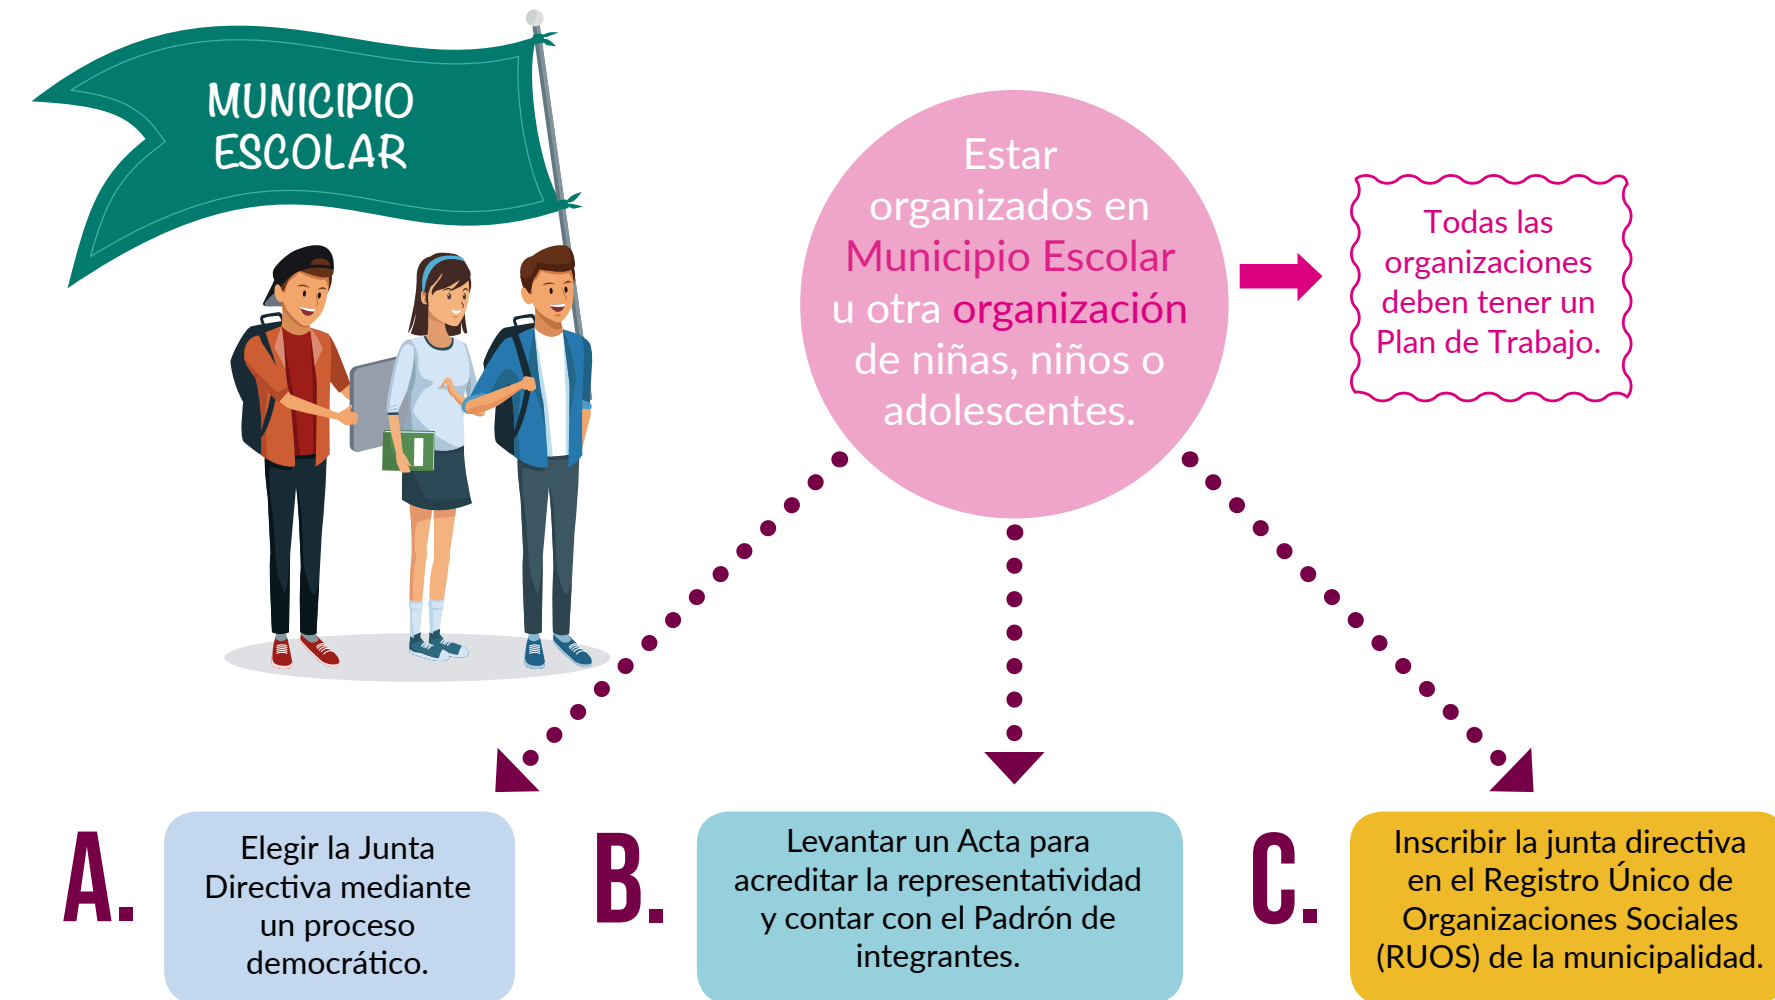 MUNICIPIO
ESCOLAR
Estar
organizados en
Municipio Escolar
u otra organización
de niñas, niños o
adolescentes.
Todas las
organizaciones
deben tener un
Plan de Trabajo.
A.
Elegir la Junta
Directiva mediante
un proceso
democrático.
B.
Levantar un Acta para
acreditar la representatividad
y contar con el Padrón de
integrantes.
C.
Inscribir la junta directiva
en el Registro Único de
Organizaciones Sociales
(RUOS) de la municipalidad.